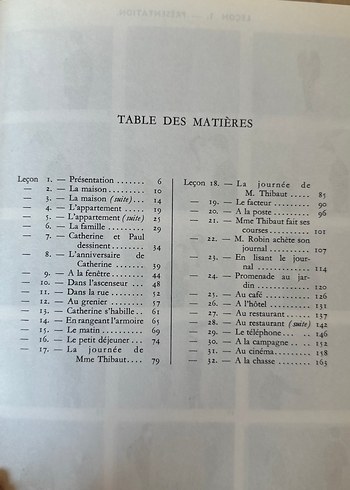 TABLE DES MATIÈRES
Leçon 1. — Présentation ....... 6
— 2. — La maison ......... 10
— 3. — La maison (suite) ... 14
— 4. — L'appartement ..... 19
— 5. — L'appartement (suite) 25
— 6. — La famille ......... 29
— 7. — Catherine et Paul
dessinent ....... 34
— 8. — L'anniversaire de
Catherine ....... 39
— 9. — A la fenêtre ........ 44
— 10. — Dans l'ascenseur ... 48
— 11. — Dans la rue ........ 52
— 12. — Au grenier ......... 57
— 13. — Catherine s'habille .. 61
— 14. — En rangeant l'armoire 65
— 15. — Le matin .......... 69
— 16. — Le petit déjeuner ... 74
— 17. — La journée de
Mme Thibaut .... 79
Leçon 18. — La journée de
M. Thibaut ..... 85
— 19. — Le facteur ........ 90
— 20. — A la poste ........ 96
— 21. — Mme Thibaut fait ses
courses ......... 101
— 22. — M. Robin achète son
journal .......... 107
— 23. — En lisant le jour-
nal ............. 114
— 24. — Promenade au jar-
din ............. 120
— 25. — Au café .......... 126
— 26. — A l'hôtel ......... 131
— 27. — Au restaurant ...... 137
— 28. — Au restaurant (suite) 142
— 29. — Le téléphone ... .. 146
— 30. — A la campagne .... 152
— 31. — Au cinéma ........ 158
— 32. — A la chasse ....... 163